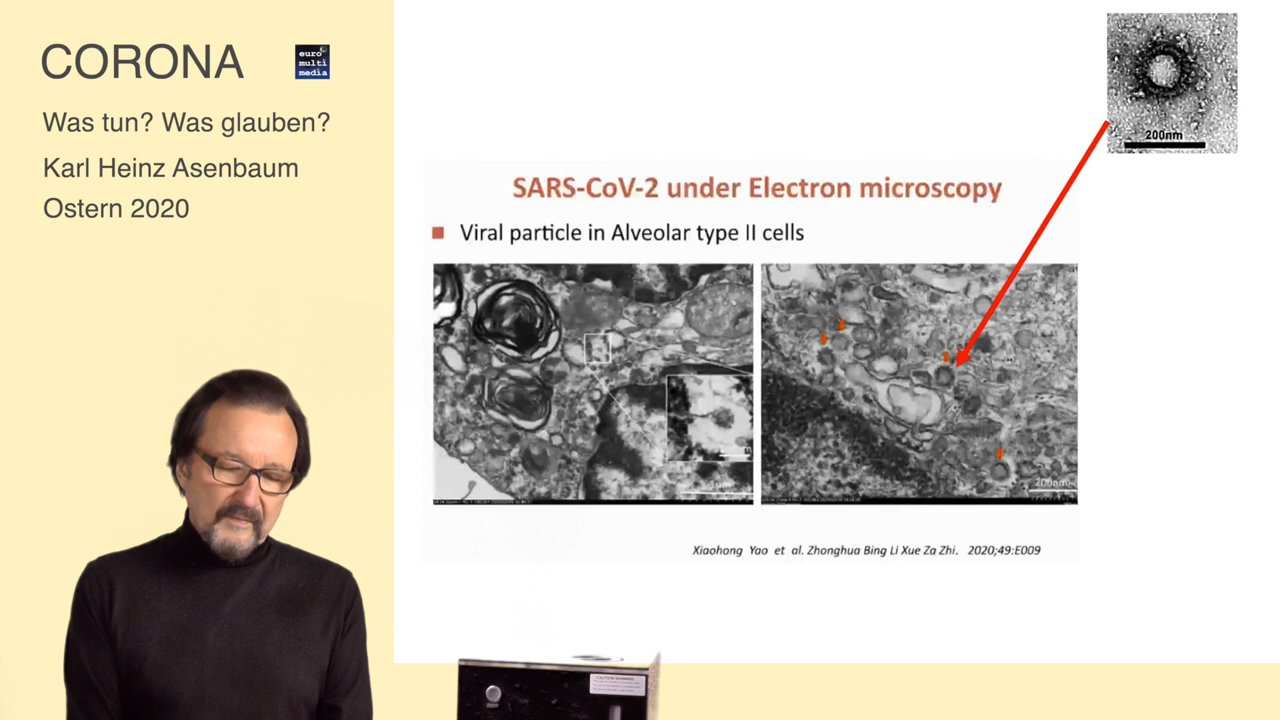 CORONA
euro
multi
media
Was tun? Was glauben?
Karl Heinz Asenbaum
Ostern 2020
200nm
SARS-CoV-2 under Electron microscopy
Viral particle in Alveolar type II cells
200nm
Xiaohong Yao et al. Zhonghua Bing Li Xue Za Zhi. 2020;49:E009
CAUTION WARNING